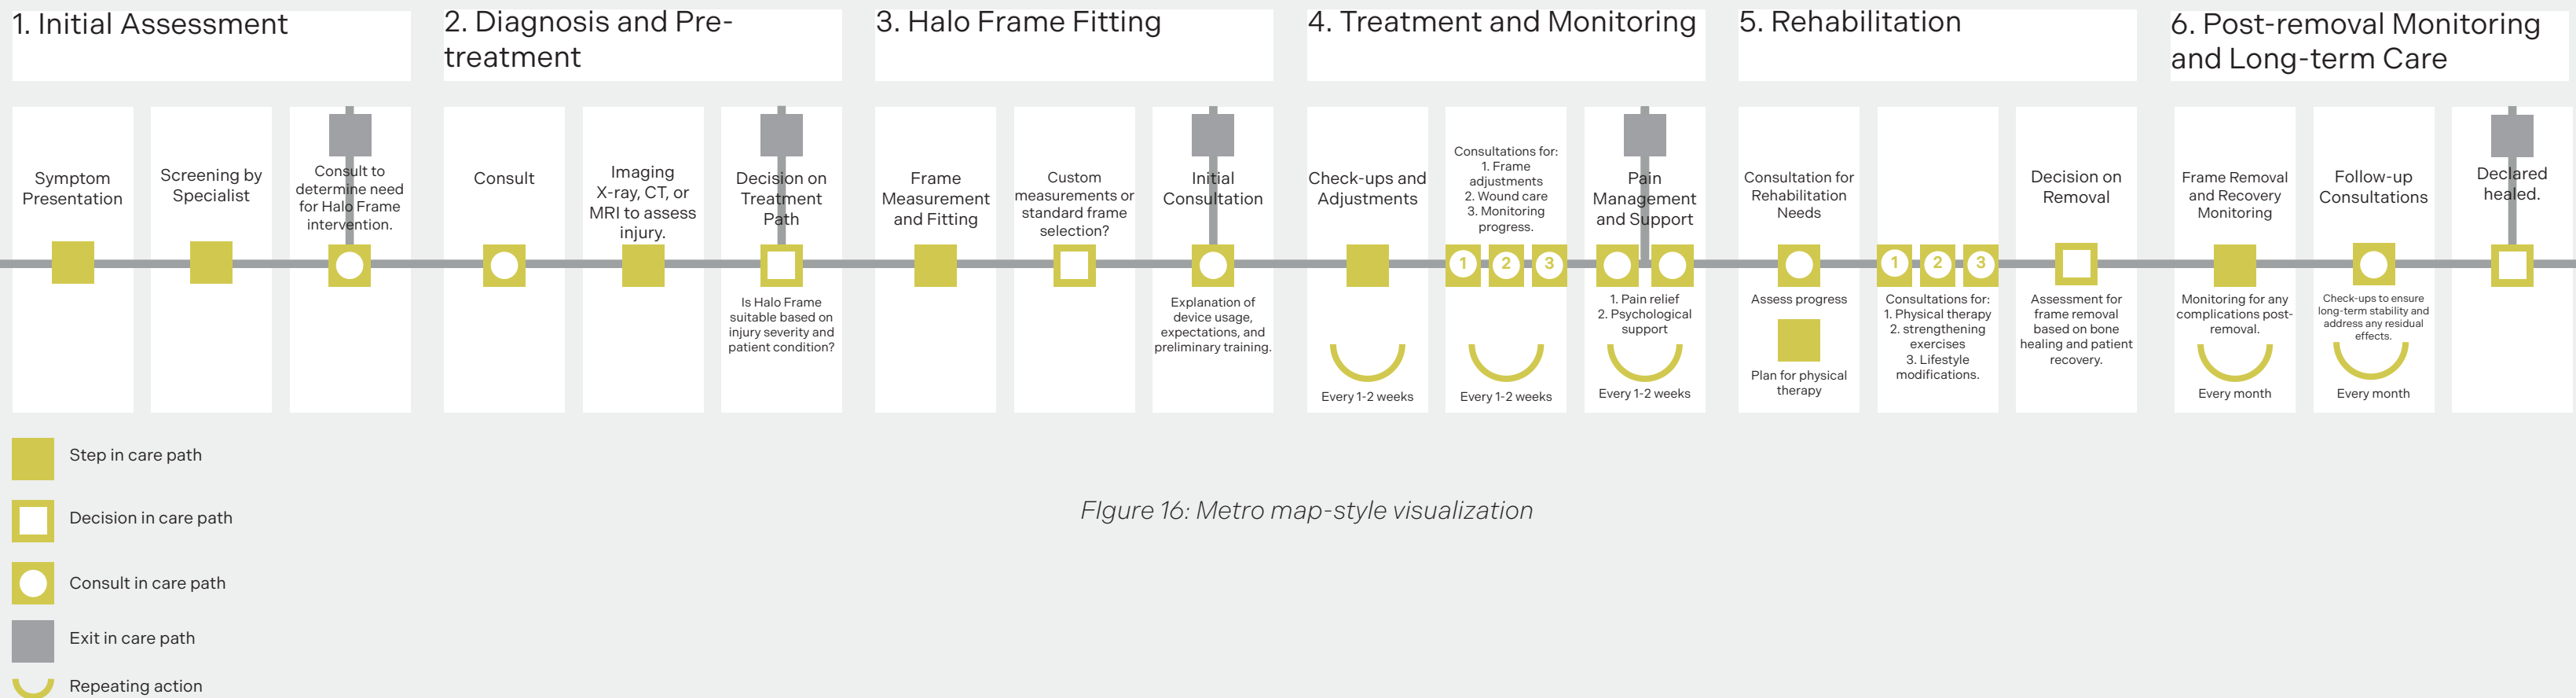 1. Initial Assessment
2. Diagnosis and Pre-
treatment
3. Halo Frame Fitting
4. Treatment and Monitoring
5. Rehabilitation
6. Post-removal Monitoring
and Long-term Care
Symptom
Presentation
Screening by
Specialist
Consult to
determine need
for Halo Frame
intervention.
Consult
Imaging
X-ray, CT, or
MRI to assess
injury.
Decision on
Treatment
Path
Is Halo Frame
suitable based on
injury severity and
patient condition?
Frame
Measurement
and Fitting
Custom
measurements or
standard frame
selection?
Initial
Consultation
Explanation of
device usage,
expectations, and
preliminary training.
Check-ups and
Adjustments
Every 1-2 weeks
Consultations for:
1. Frame
adjustments
2. Wound care
3. Monitoring
progress.
1
2
3
Every 1-2 weeks
Pain
Management
and Support
1. Pain relief
2. Psychological
support
Every 1-2 weeks
Consultation for
Rehabilitation
Needs
Assess progress
Plan for physical
therapy
1
2
3
Consultations for:
1. Physical therapy
2. strengthening
exercises
3. Lifestyle
modifications.
Decision on
Removal
Assessment for
frame removal
based on bone
healing and patient
recovery.
Frame Removal
and Recovery
Monitoring
Monitoring for any
complications post-
removal.
Every month
Follow-up
Consultations
Check-ups to ensure
long-term stability and
address any residual
effects.
Every month
Declared
healed.
Step in care path
Decision in care path
Consult in care path
Exit in care path
Repeating action
FIgure 16: Metro map-style visualization